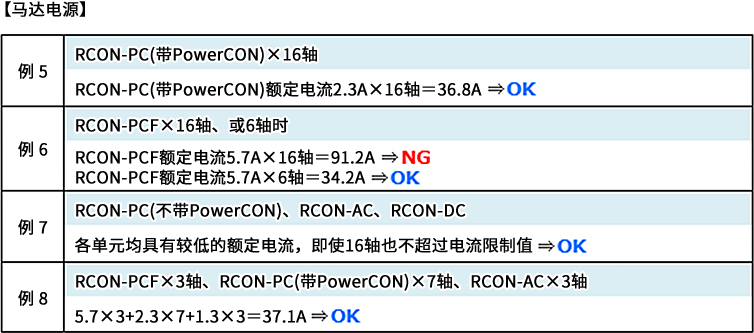 【马达电源】
例 5
RCON-PC(带PowerCON)×16轴
RCON-PC(带PowerCON)额定电流2.3A×16轴＝36.8A ⇒OK
例 6
RCON-PCF×16轴、或6轴时
RCON-PCF额定电流5.7A×16轴＝91.2A ⇒NG
RCON-PCF额定电流5.7A×6轴＝34.2A ⇒OK
例 7
RCON-PC(不带PowerCON)、RCON-AC、RCON-DC
各单元均具有较低的额定电流，即使16轴也不超过电流限制值 ⇒OK
例 8
RCON-PCF×3轴、RCON-PC(带PowerCON)×7轴、RCON-AC×3轴
5.7×3+2.3×7+1.3×3＝37.1A ⇒OK